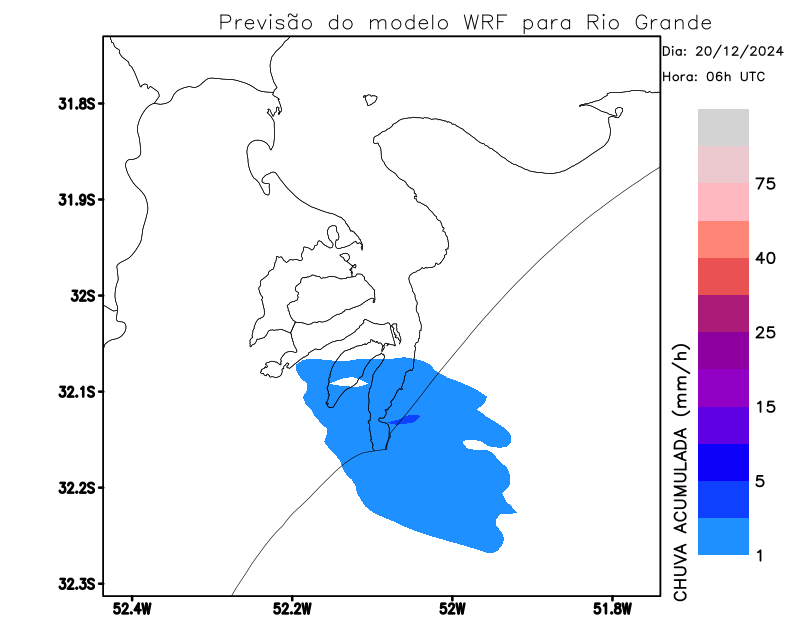 Previsão do modelo WRF para Rio Grande
Dia: 20/12/2024
Hora: 06h UTC
31.8S
31.9S
32S
32.1S
32.2S
32.3S
52.4W
52.2W
52W
51.8W
75
40
25
15
5
1
CHUVA ACUMULADA (mm/h)